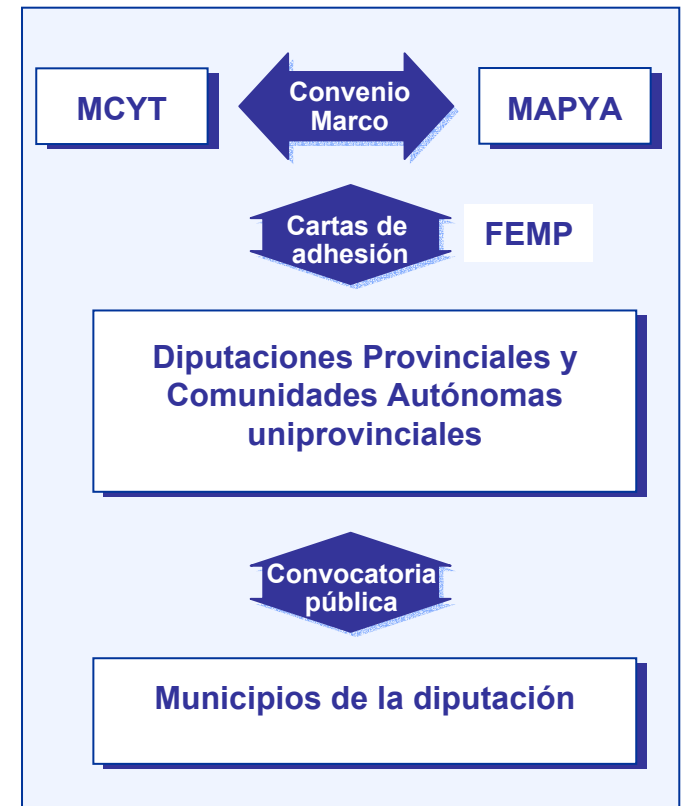 MCYT
Convenio
Marco
MAPYA
Cartas de
adhesión
FEMP
Diputaciones Provinciales y
Comunidades Autónomas
uniprovinciales
Convocatoria
pública
Municipios de la diputación